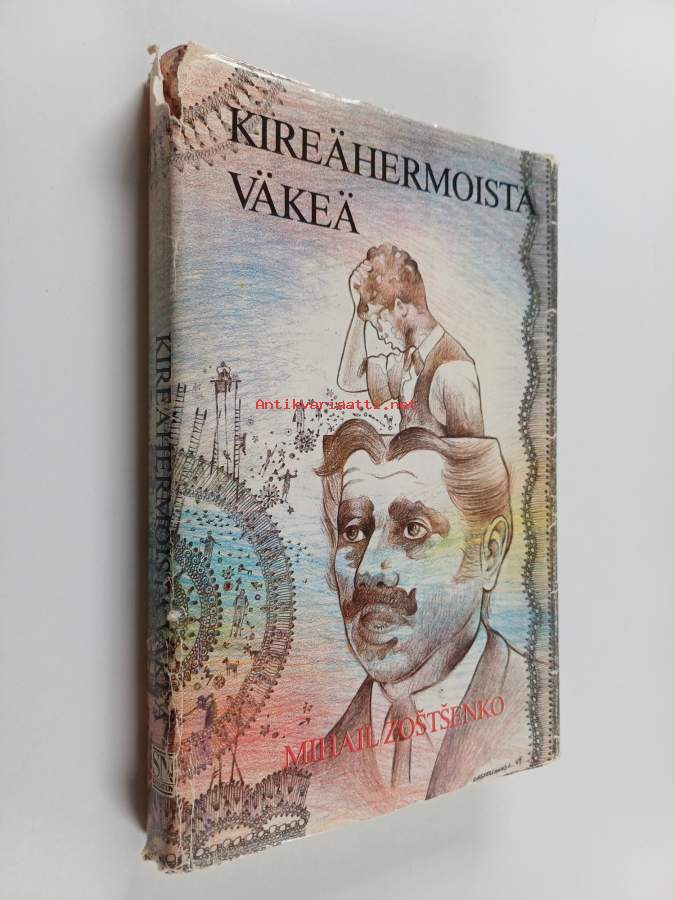 KIREÄHERMOISTA
VÄKEÄ
Antikvariaatti.net
MIHAIL ZOŠTŠENKO
KIREÄHERMOISTA VÄKEÄ